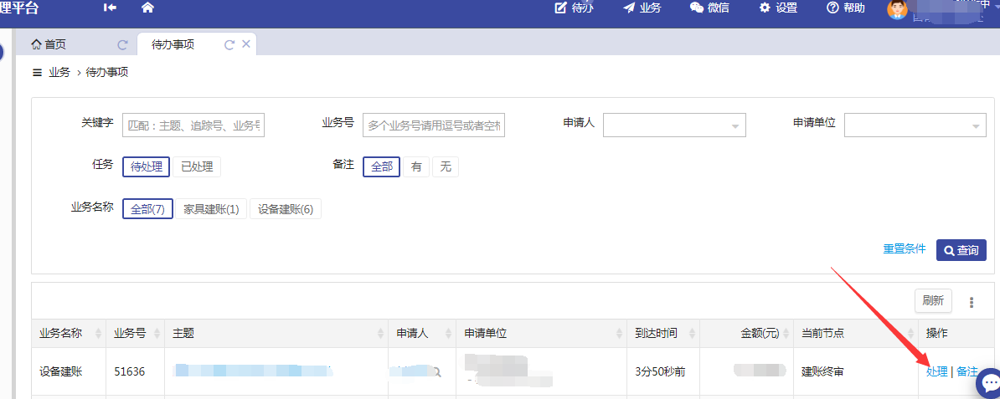 理平台 待办 业务 微信 设置 帮助
首页 待办事项
业务 > 待办事项
关键字 匹配：主题、追踪号、业务号 业务号 多个业务号请用逗号或者空格 申请人 申请单位
任务 待处理 已处理 备注 全部 有 无
业务名称 全部(7) 家具建账(1) 设备建账(6)
重置条件 查询
刷新
业务名称 业务号 主题 申请人 申请单位 到达时间 金额(元) 当前节点 操作
设备建账 51636 3分50秒前 建账终审 处理 | 备注